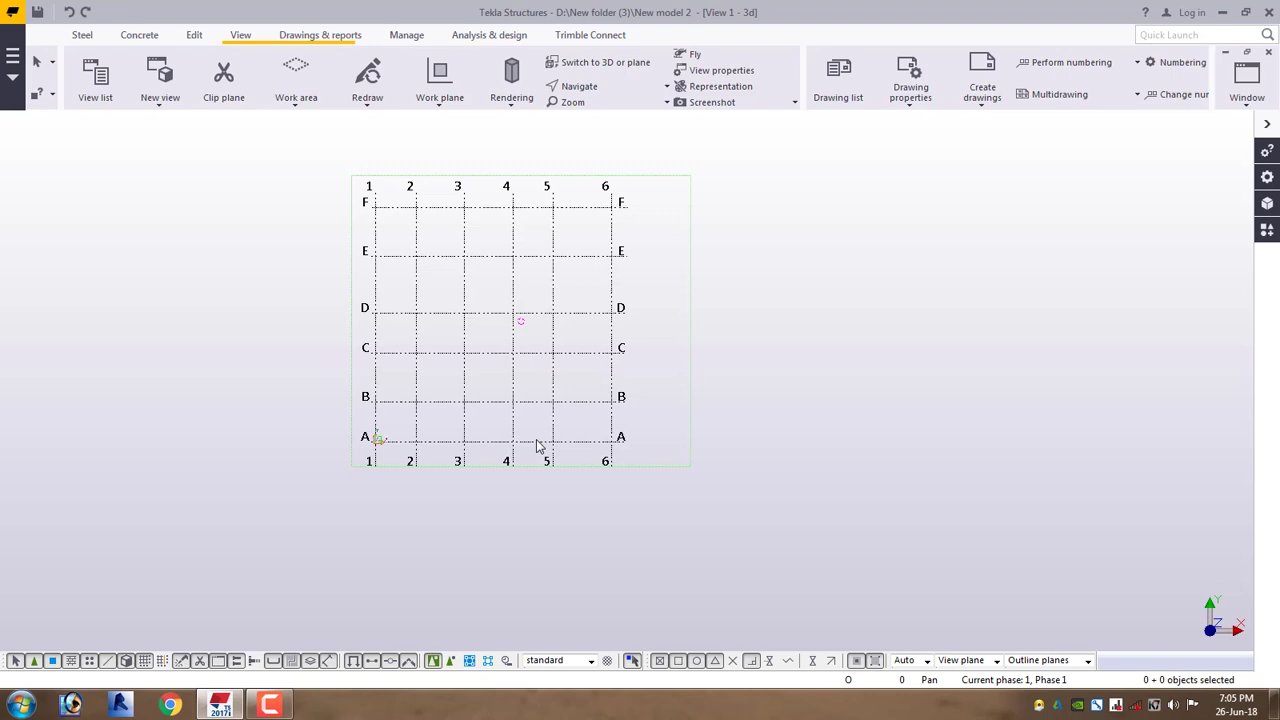 Tekla Structures - D:\New folder (3)\New model 2 - [View 1 - 3d]
Log in
Steel
Concrete
Edit
View
Drawings & reports
Manage
Analysis & design
Trimble Connect
Quick Launch
View list
New view
Clip plane
Work area
Redraw
Work plane
Rendering
Switch to 3D or plane
Navigate
Zoom
Fly
View properties
Representation
Screenshot
Drawing list
Drawing
properties
Create
drawings
Perform numbering
Multidrawing
Numbering
Change nur
Window
1 2 3 4 5 6
F F
E E
D D
C C
B B
A A
1 2 3 4 5 6
Y
Z X
standard
Auto
View plane
Outline planes
O 0 Pan Current phase: 1, Phase 1 0 + 0 objects selected
TS
2017i
7:05 PM
26-Jun-18